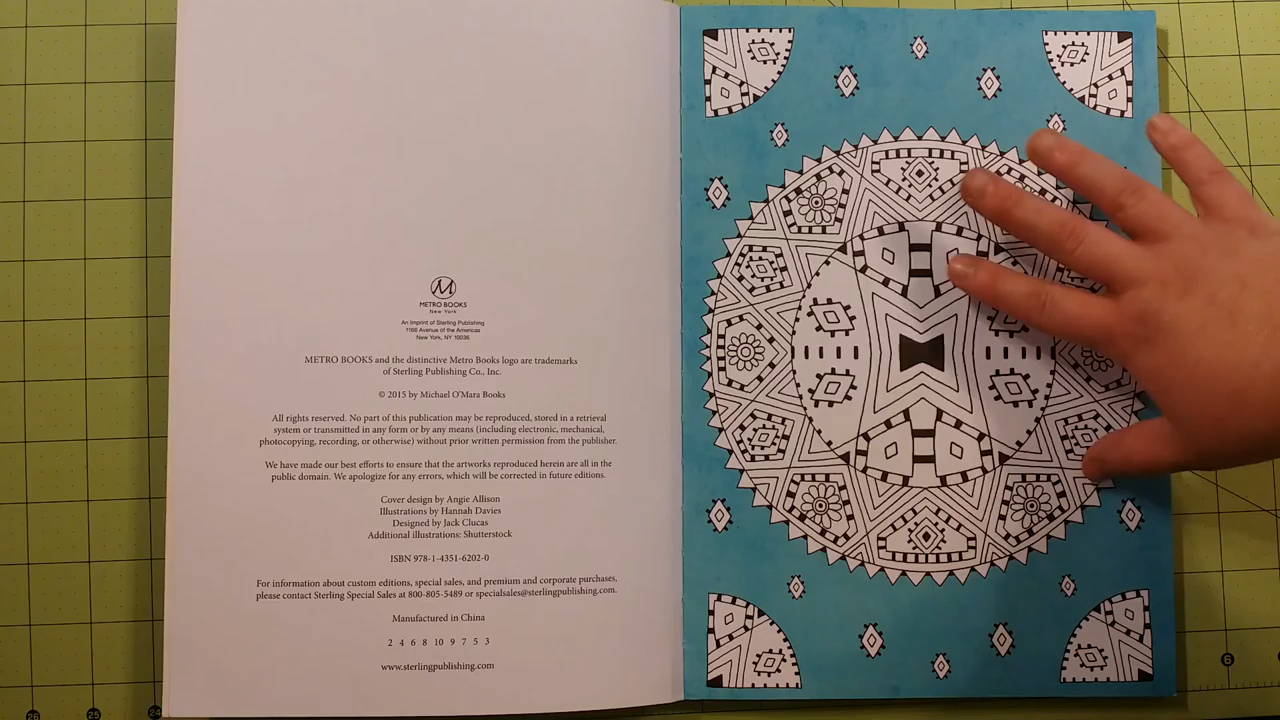 M
METRO BOOKS
New York
An Imprint of Sterling Publishing
1166 Avenue of the Americas
New York, NY 10036
METRO BOOKS and the distinctive Metro Books logo are trademarks
of Sterling Publishing Co., Inc.
© 2015 by Michael O'Mara Books
All rights reserved. No part of this publication may be reproduced, stored in a retrieval
system or transmitted in any form or by any means (including electronic, mechanical,
photocopying, recording, or otherwise) without prior written permission from the publisher.
We have made our best efforts to ensure that the artworks reproduced herein are all in the
public domain. We apologize for any errors, which will be corrected in future editions.
Cover design by Angie Allison
Illustrations by Hannah Davies
Designed by Jack Clucas
Additional illustrations: Shutterstock
ISBN 978-1-4351-6202-0
For information about custom editions, special sales, and premium and corporate purchases,
please contact Sterling Special Sales at 800-805-5489 or specialsales@sterlingpublishing.com.
Manufactured in China
2 4 6 8 10 9 7 5 3
www.sterlingpublishing.com
26 25 24
6